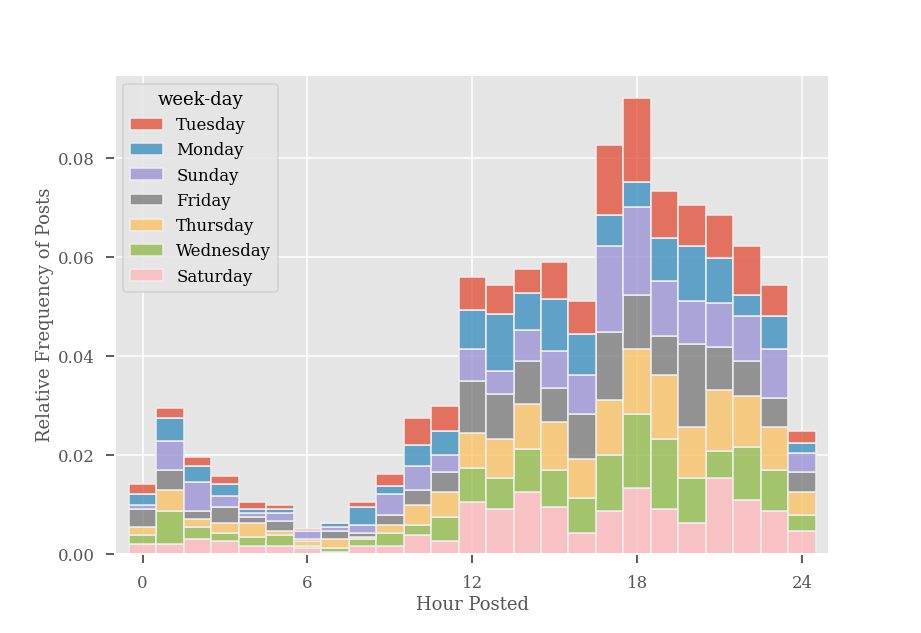 week-day
Tuesday
Monday
Sunday
Friday
Thursday
Wednesday
Saturday
0.08
0.06
0.04
0.02
0.00
Relative Frequency of Posts
0 6 12 18 24
Hour Posted